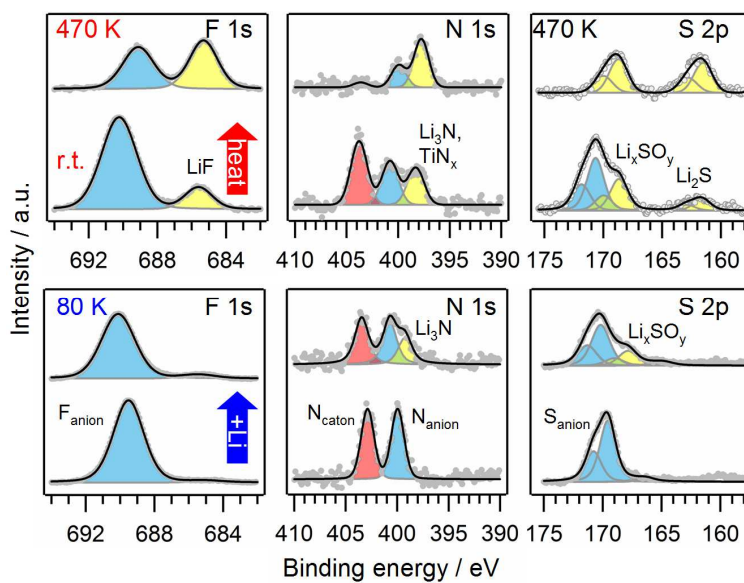 470 K F 1s
r.t.
LiF
heat
692 688 684
N 1s
Li3N,
TiNx
410 405 400 395 390
470 K S 2p
LixSOy
Li2S
175 170 165 160
Intensity / a.u.
80 K F 1s
Fanion
+Li
692 688 684
N 1s
Li3N
Ncaton Nanion
410 405 400 395 390
S 2p
LixSOy
Sanion
175 170 165 160
Binding energy / eV